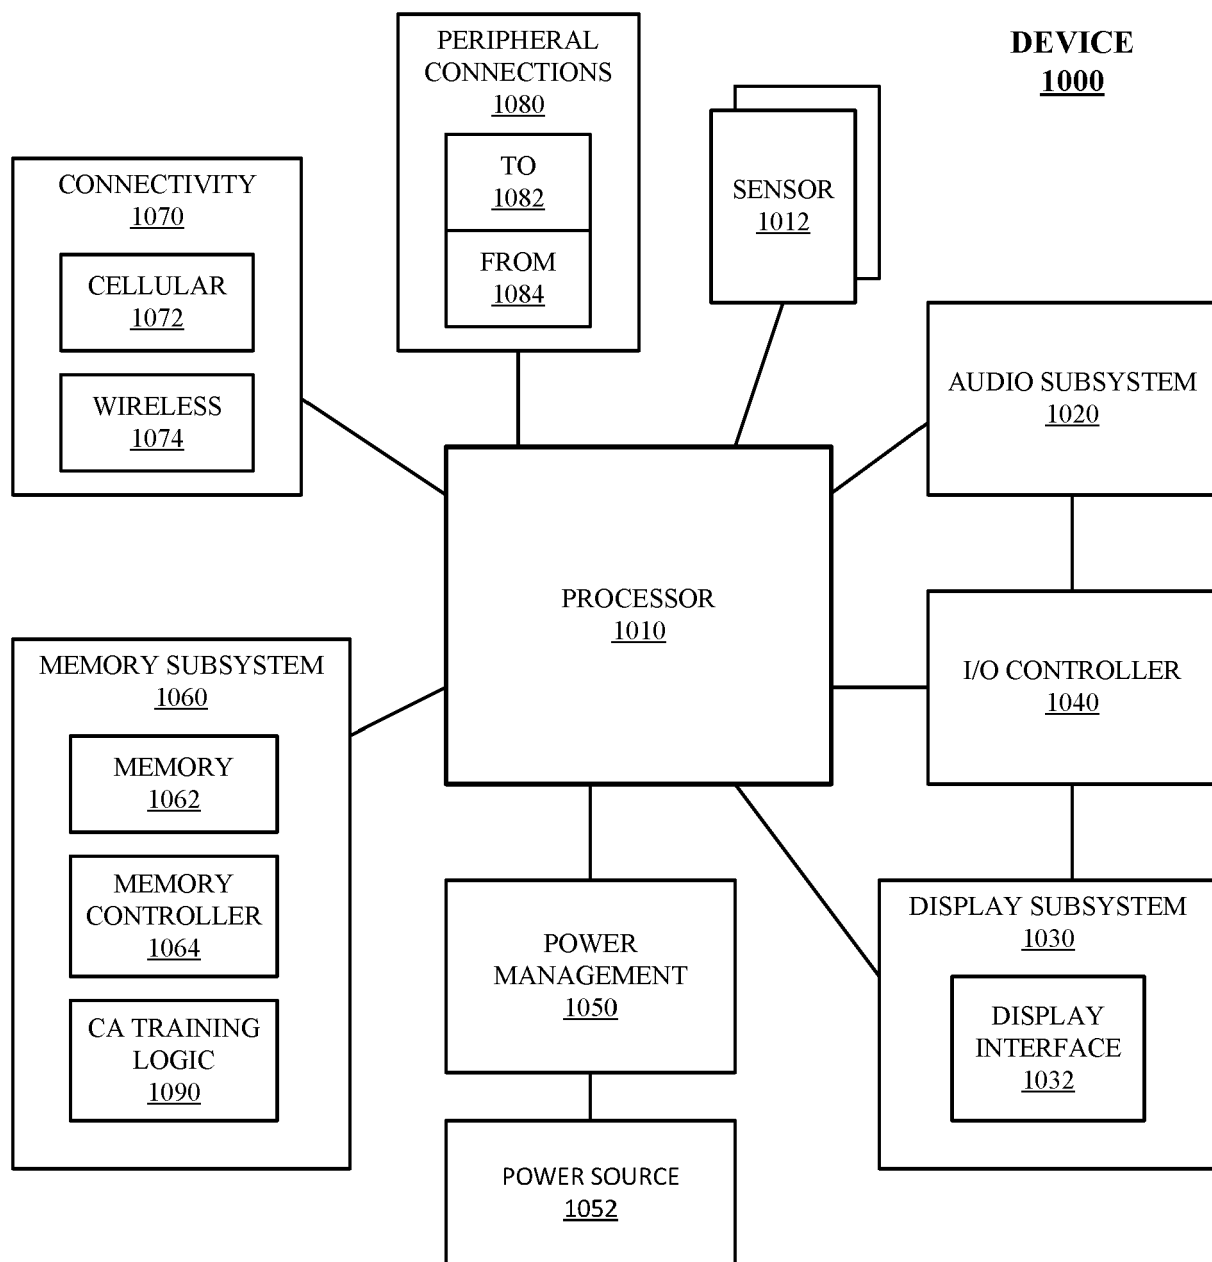 DEVICE
1000
PERIPHERAL
CONNECTIONS
1080
TO
1082
FROM
1084
SENSOR
1012
CONNECTIVITY
1070
CELLULAR
1072
WIRELESS
1074
AUDIO SUBSYSTEM
1020
PROCESSOR
1010
I/O CONTROLLER
1040
MEMORY SUBSYSTEM
1060
MEMORY
1062
MEMORY
CONTROLLER
1064
CA TRAINING
LOGIC
1090
POWER
MANAGEMENT
1050
POWER SOURCE
1052
DISPLAY SUBSYSTEM
1030
DISPLAY
INTERFACE
1032